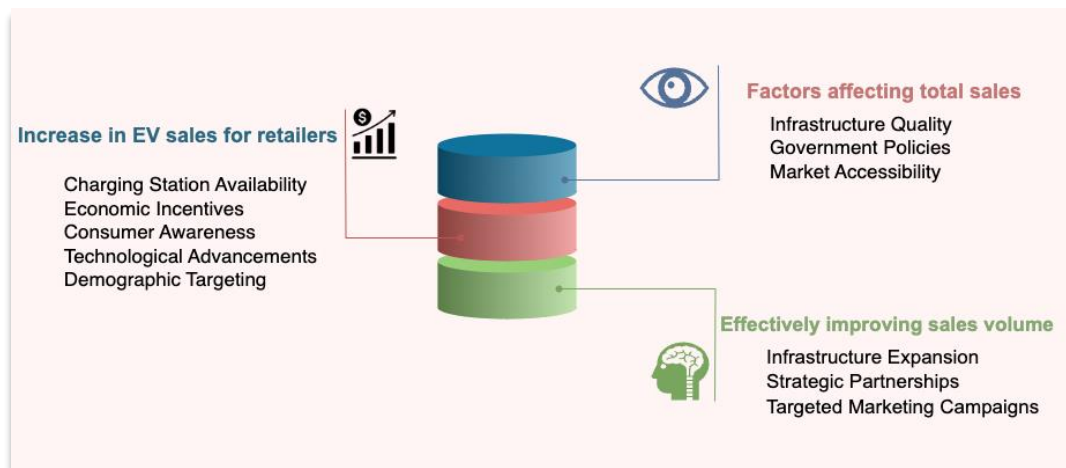 Increase in EV sales for retailers
Charging Station Availability
Economic Incentives
Consumer Awareness
Technological Advancements
Demographic Targeting
$
Factors affecting total sales
Infrastructure Quality
Government Policies
Market Accessibility
Effectively improving sales volume
Infrastructure Expansion
Strategic Partnerships
Targeted Marketing Campaigns